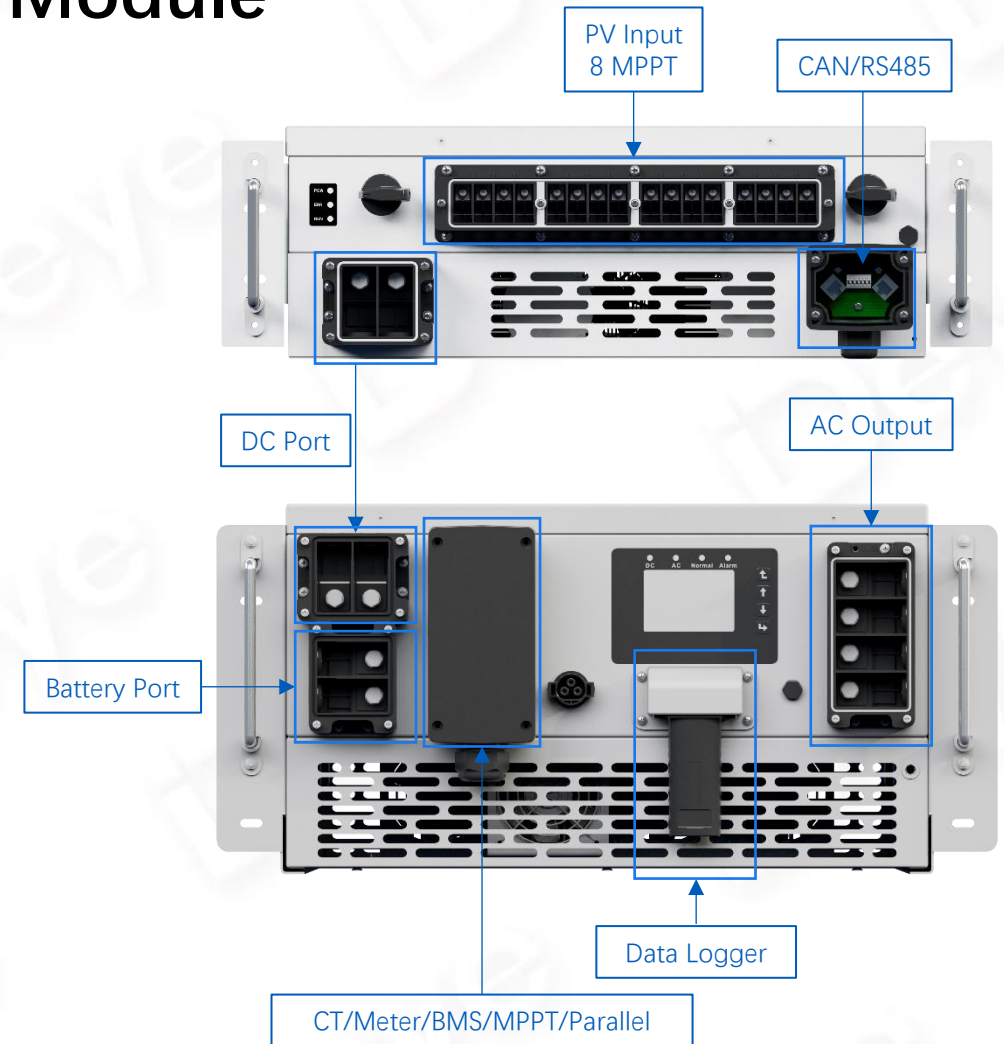 Module
PV Input
8 MPPT
CAN/RS485
DC Port
AC Output
DC AC Normal Alarm
Battery Port
Data Logger
CT/Meter/BMS/MPPT/Parallel